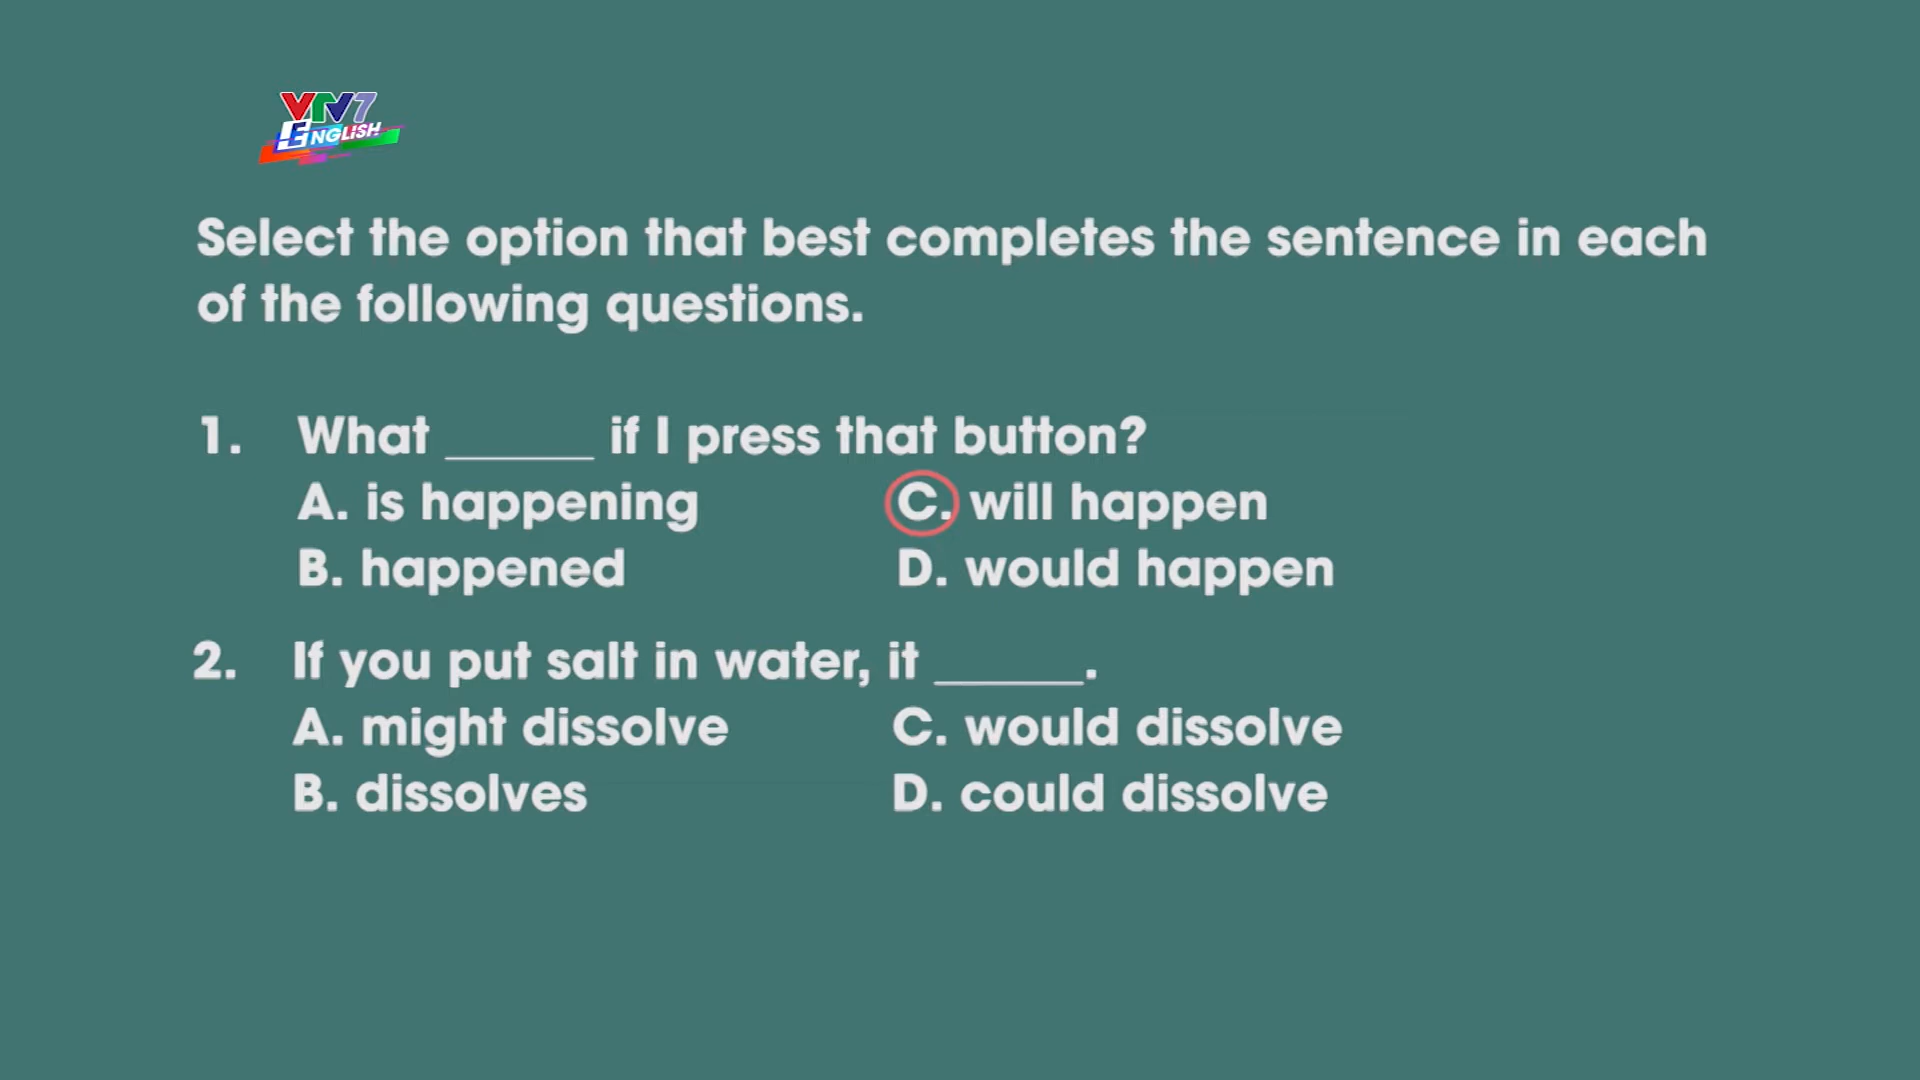 VTV7
ENGLISH
Select the option that best completes the sentence in each
of the following questions.
1. What ______ if I press that button?
A. is happening C. will happen
B. happened D. would happen
2. If you put salt in water, it ______.
A. might dissolve C. would dissolve
B. dissolves D. could dissolve